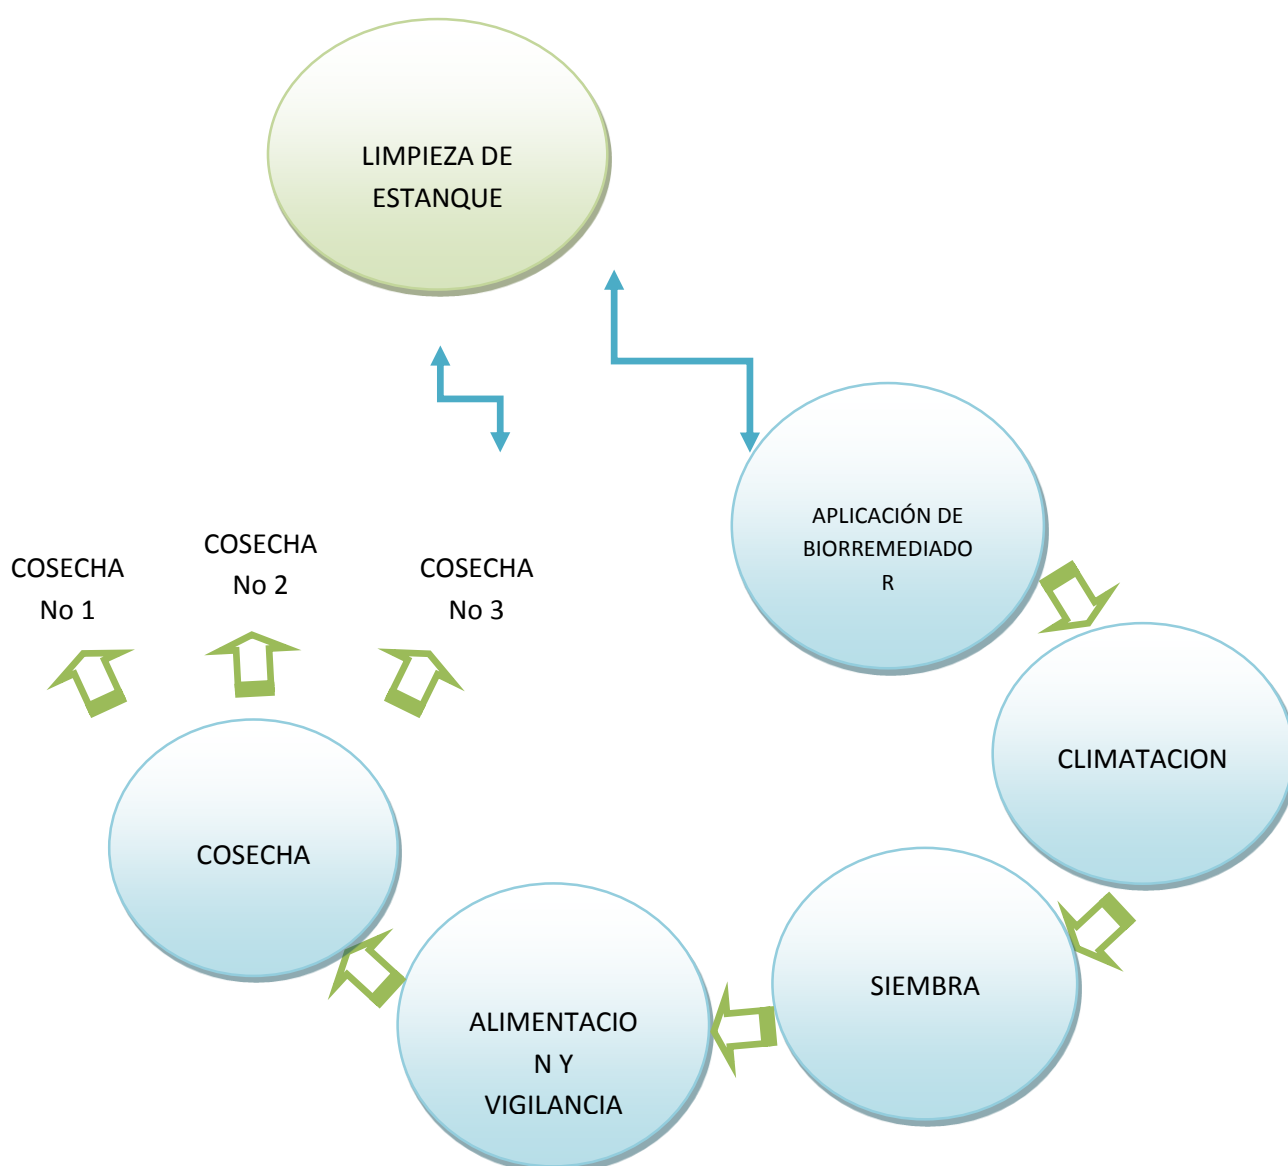 LIMPIEZA DE
ESTANQUE
APLICACIÓN DE
BIORREMEDIADO
R
CLIMATACION
SIEMBRA
ALIMENTACIO
N Y
VIGILANCIA
COSECHA
COSECHA
No 1
COSECHA
No 2
COSECHA
No 3